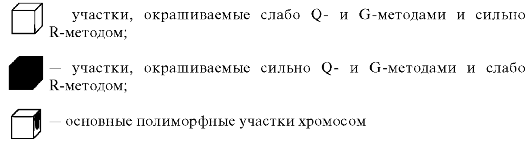 — участки, окрашиваемые слабо Q- и G-методами и сильно
R-методом;
— участки, окрашиваемые сильно Q- и G-методами и слабо
R-методом;
— основные полиморфные участки хромосом